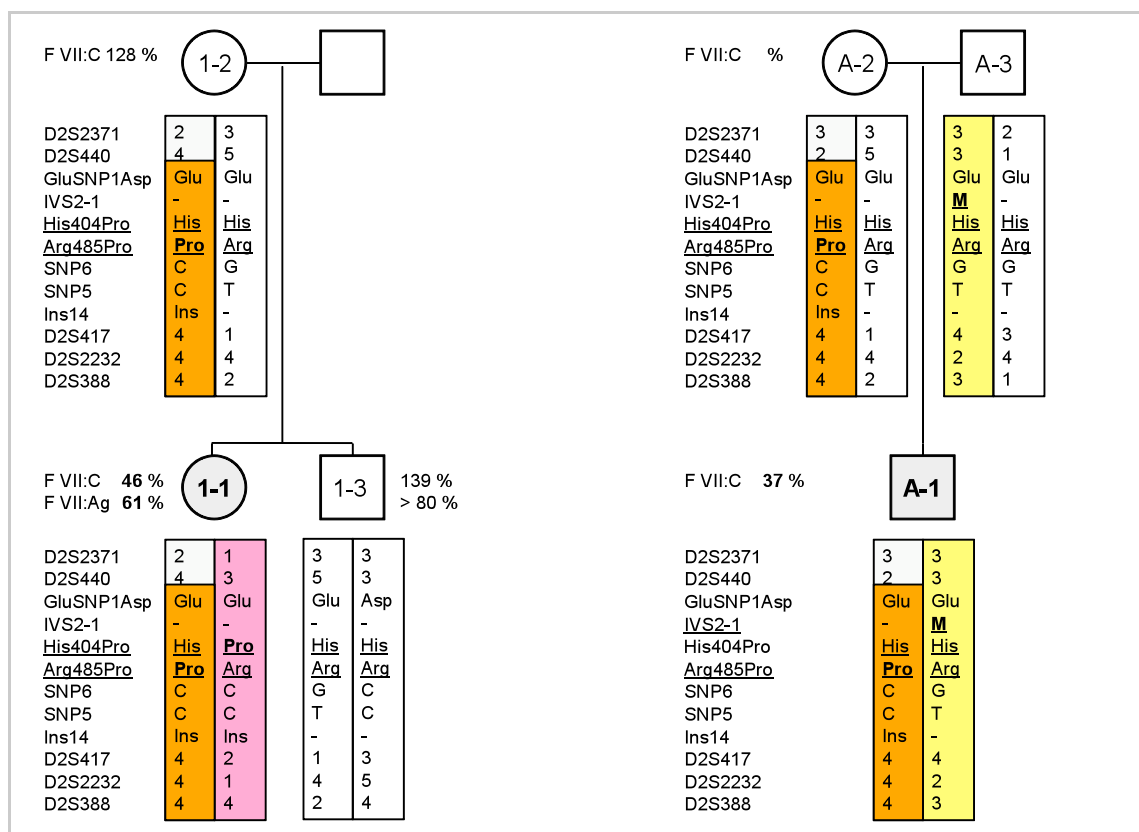 F VII:C 128 % 1-2 F VII:C % A-2 A-3
D2S2371 2 3 D2S2371 3 3 3 2
D2S440 4 5 D2S440 2 5 3 1
GluSNP1Asp Glu Glu GluSNP1Asp Glu Glu Glu Glu
IVS2-1 - - IVS2-1 - - M -
His404Pro His His His404Pro His His His His
Arg485Pro Pro Arg Arg485Pro Pro Arg Arg Arg
SNP6 C G SNP6 C G G G
SNP5 C T SNP5 C T T T
Ins14 Ins - Ins14 Ins - - -
D2S417 4 1 D2S417 4 1 4 3
D2S2232 4 4 D2S2232 4 4 2 4
D2S388 4 2 D2S388 4 2 3 1
F VII:C 46 % 1-1 1-3 139 % F VII:C 37 % A-1
F VII:Ag 61 % > 80 %
D2S2371 2 1 3 3 D2S2371 3 3
D2S440 4 3 5 3 D2S440 2 3
GluSNP1Asp Glu Glu Glu Asp GluSNP1Asp Glu Glu
IVS2-1 - - - - IVS2-1 - M
His404Pro His Pro His His His404Pro His His
Arg485Pro Pro Arg Arg Arg Arg485Pro Pro Arg
SNP6 C C G C SNP6 C G
SNP5 C C T C SNP5 C T
Ins14 Ins Ins - - Ins14 Ins -
D2S417 4 2 1 3 D2S417 4 4
D2S2232 4 1 4 5 D2S2232 4 2
D2S388 4 4 2 4 D2S388 4 3